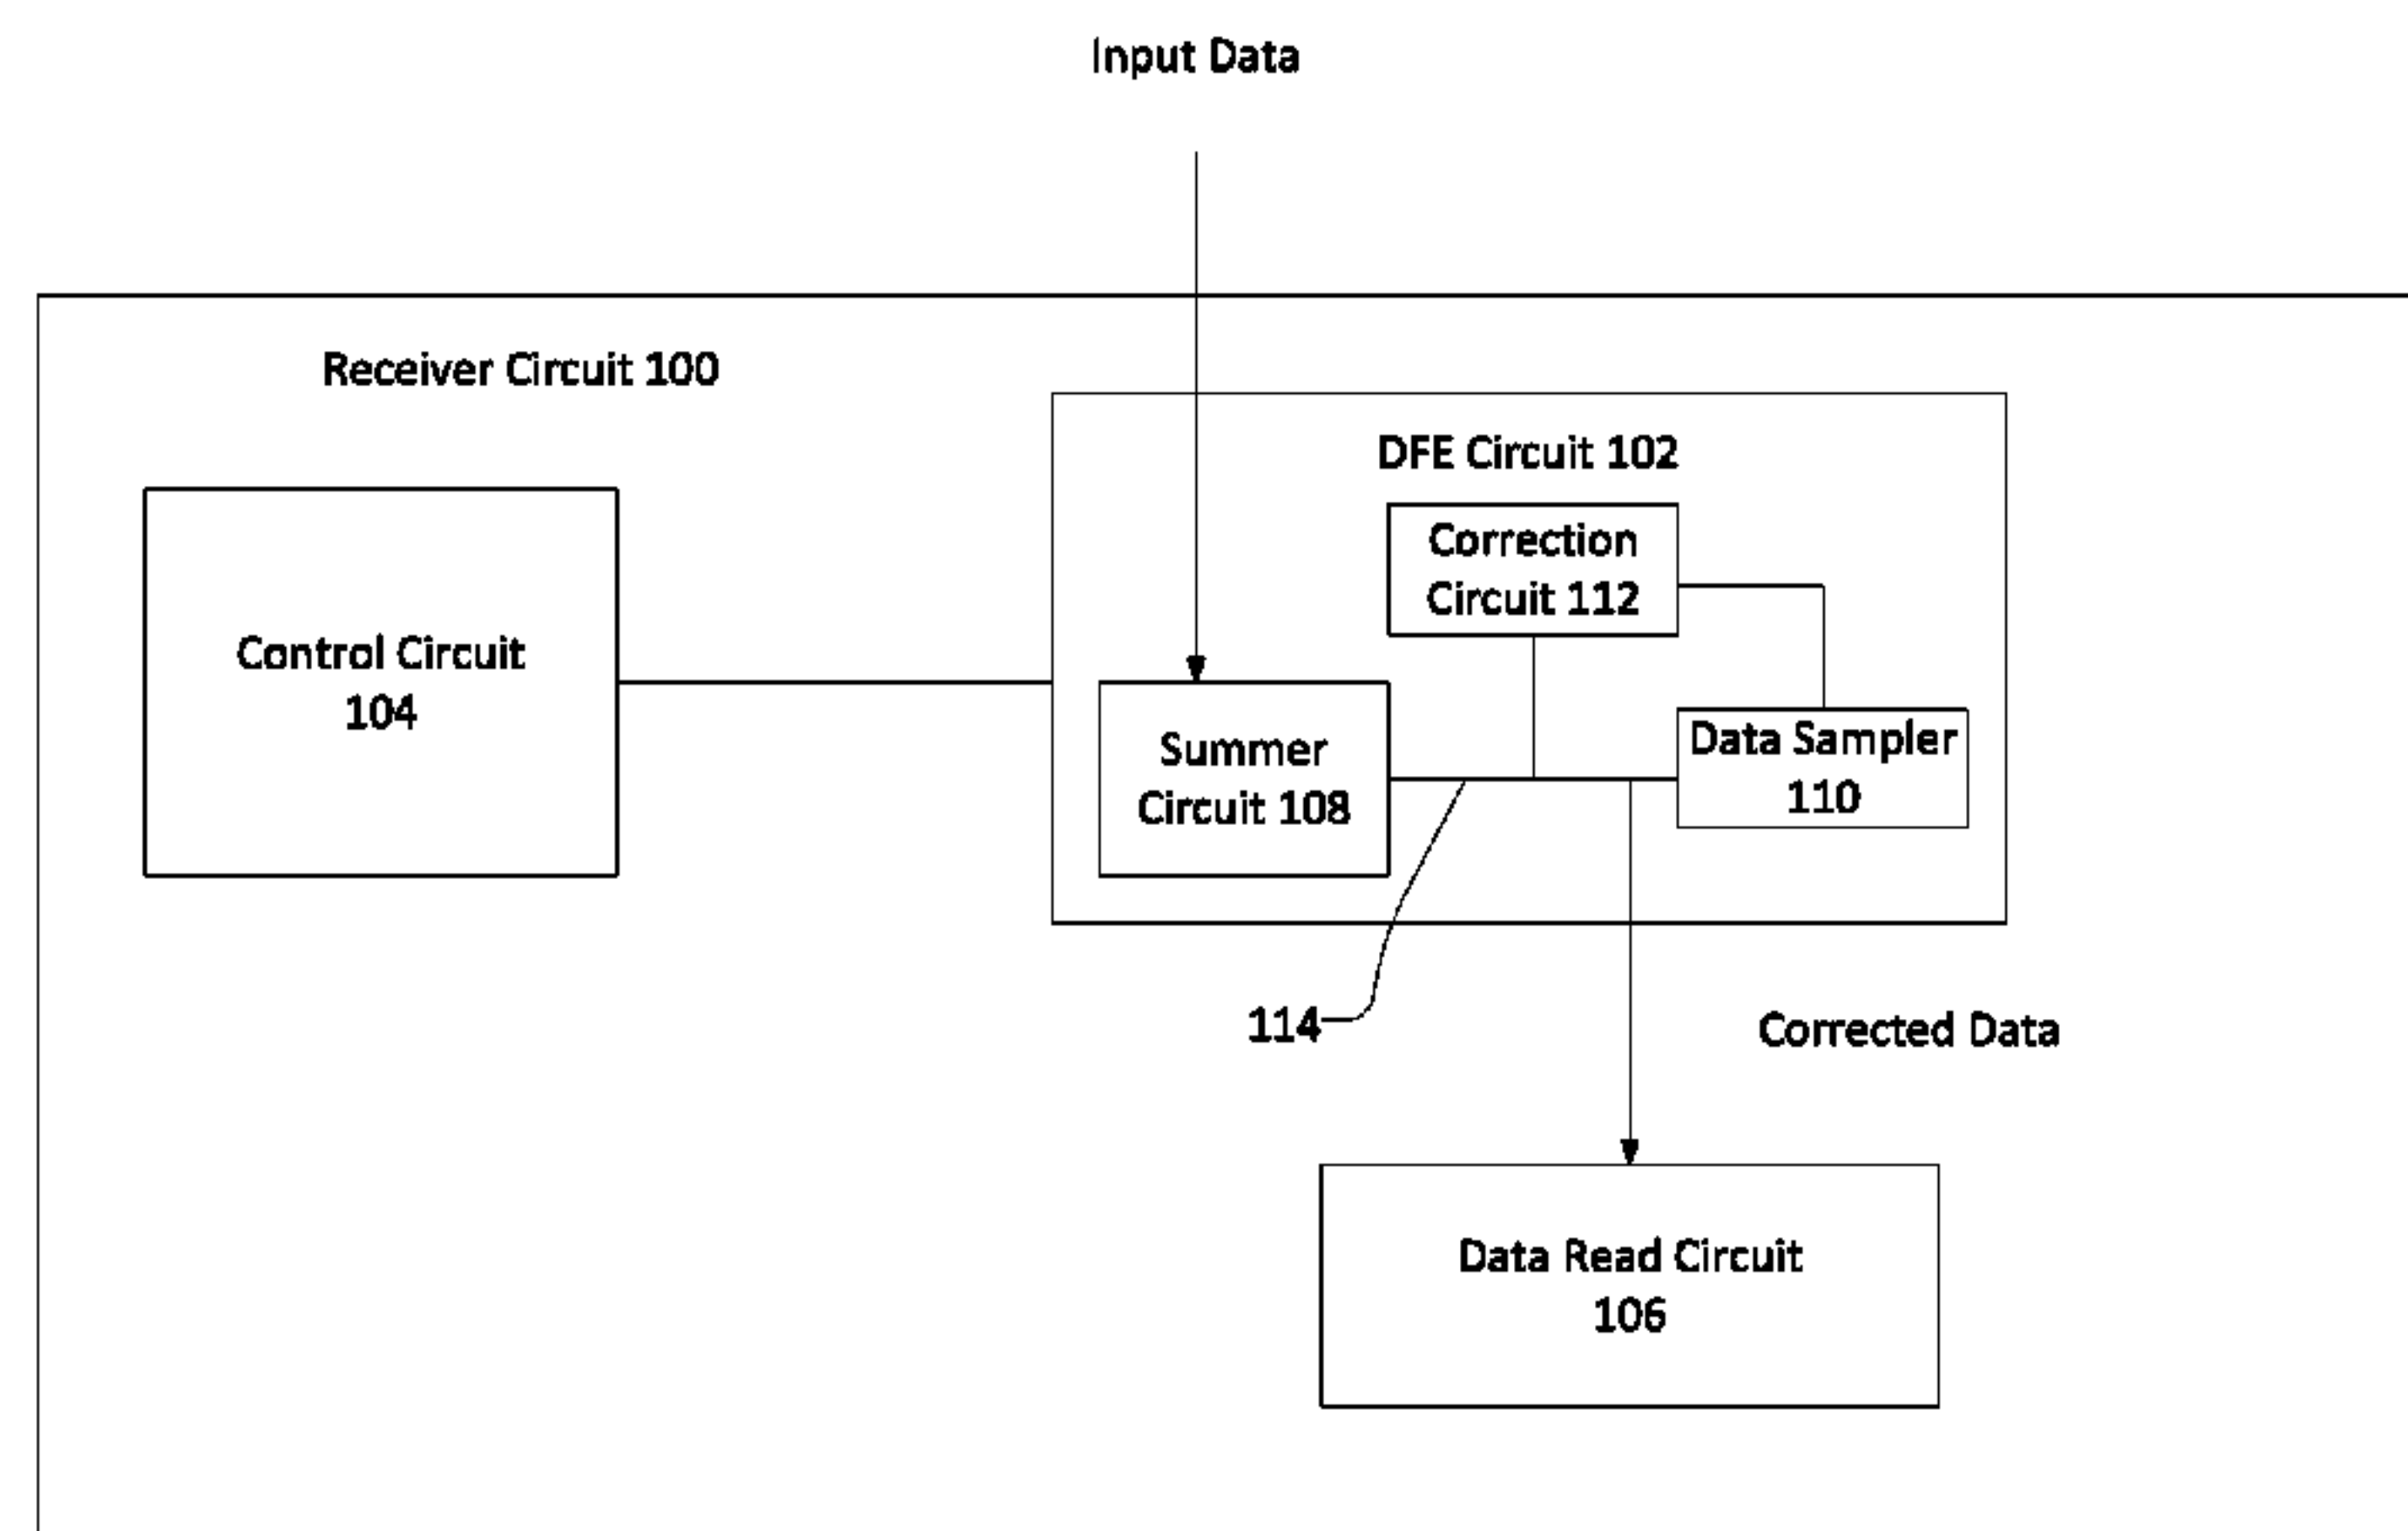 Input Data
Receiver Circuit 100
DFE Circuit 102
Correction
Circuit 112
Control Circuit
104
Summer
Circuit 108
Data Sampler
110
114
Corrected Data
Data Read Circuit
106